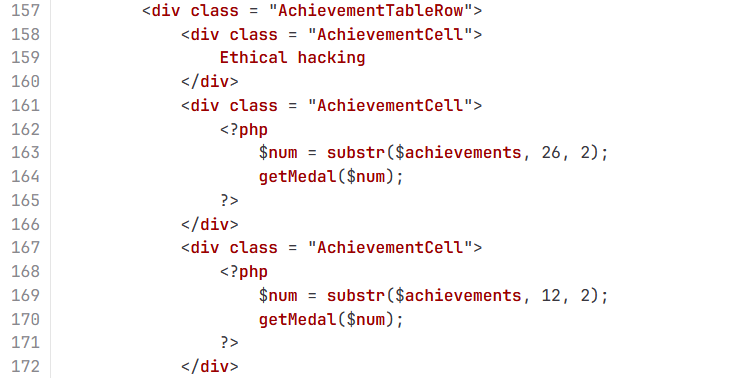 157 <div class = "AchievementTableRow">
158 <div class = "AchievementCell">
159 Ethical hacking
160 </div>
161 <div class = "AchievementCell">
162 <?php
163 $num = substr($achievements, 26, 2);
164 getMedal($num);
165 ?>
166 </div>
167 <div class = "AchievementCell">
168 <?php
169 $num = substr($achievements, 12, 2);
170 getMedal($num);
171 ?>
172 </div>